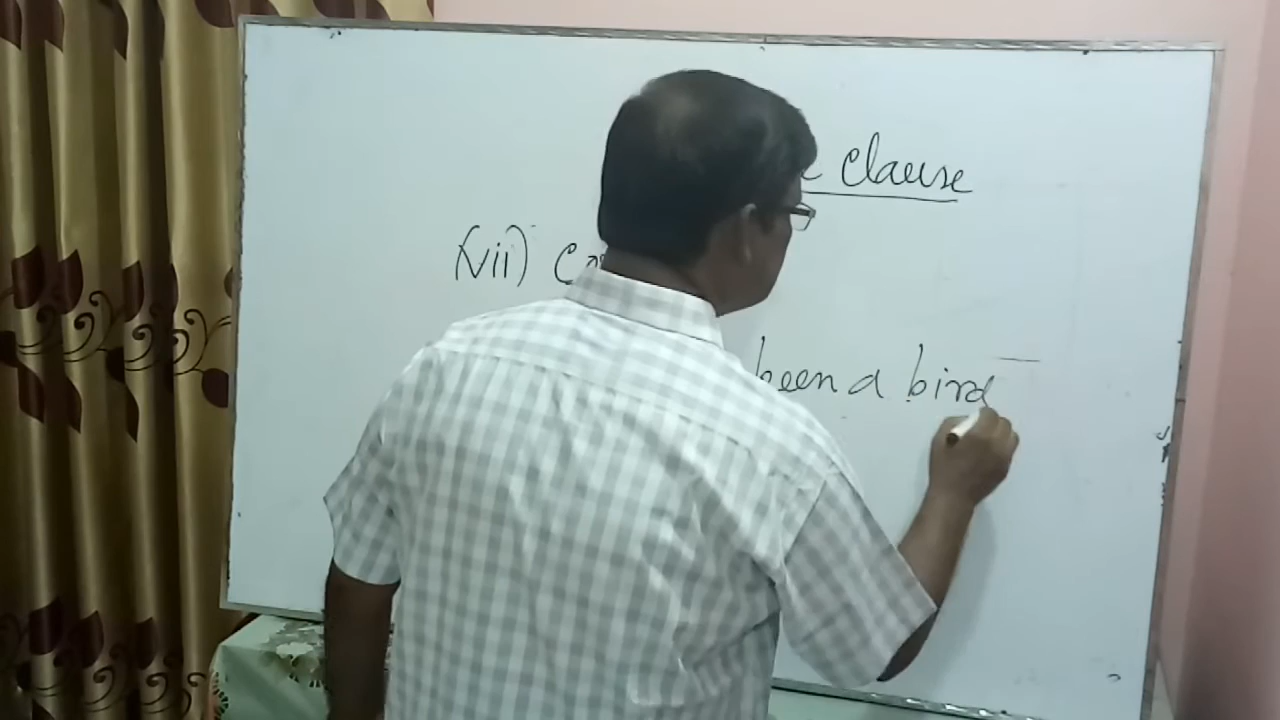 clause
(vii)
been a bird